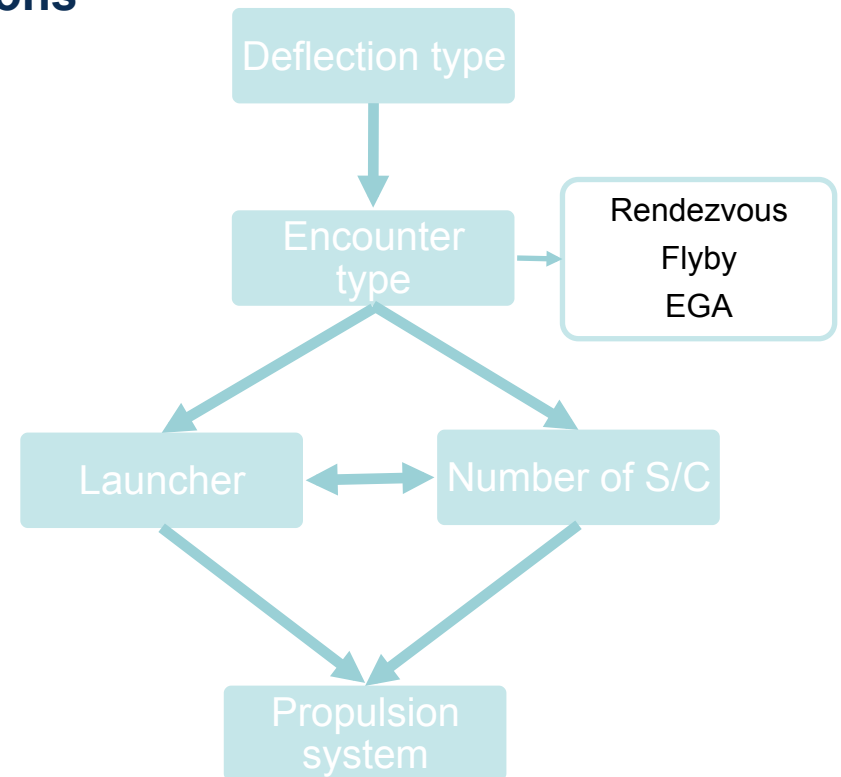 ons
Deflection type
Encounter
type
Rendezvous
Flyby
EGA
Launcher
Number of S/C
Propulsion
system